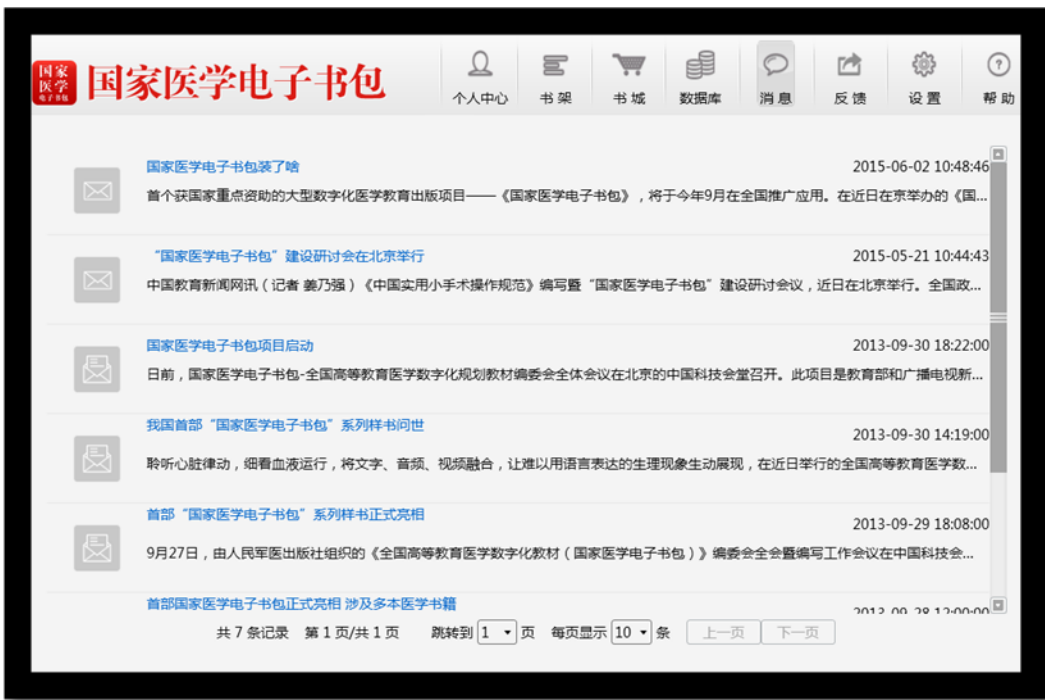 国家医学电子书包
国家医学电子书包
个人中心 书架 书城 数据库 消息 反馈 设置 帮助
国家医学电子书包装了啥 2015-06-02 10:48:46
首个获国家重点资助的大型数字化医学教育出版项目——《国家医学电子书包》，将于今年9月在全国推广应用。在近日在京举办的《国...
“国家医学电子书包”建设研讨会在北京举行 2015-05-21 10:44:43
中国教育新闻网讯（记者 姜乃强）《中国实用小手术操作规范》编写暨“国家医学电子书包”建设研讨会议，近日在北京举行。全国政...
国家医学电子书包项目启动 2013-09-30 18:22:00
日前，国家医学电子书包-全国高等教育医学数字化规划教材编委会全体会议在北京的中国科技会堂召开。此项目是教育部和广播电视新...
我国首部“国家医学电子书包”系列样书问世 2013-09-30 14:19:00
聆听心脏律动，细看血液运行，将文字、音频、视频融合，让难以用语言表达的生理现象生动展现，在近日举行的全国高等教育医学数...
首部“国家医学电子书包”系列样书正式亮相 2013-09-29 18:08:00
9月27日，由人民军医出版社组织的《全国高等教育医学数字化教材（国家医学电子书包）》编委会全会暨编写工作会议在中国科技会...
首部国家医学电子书包正式亮相 涉及多本医学书籍 2013-09-28 12:00:00
共 7 条记录 第 1 页/共 1 页 跳转到 1 页 每页显示 10 条 上一页 下一页